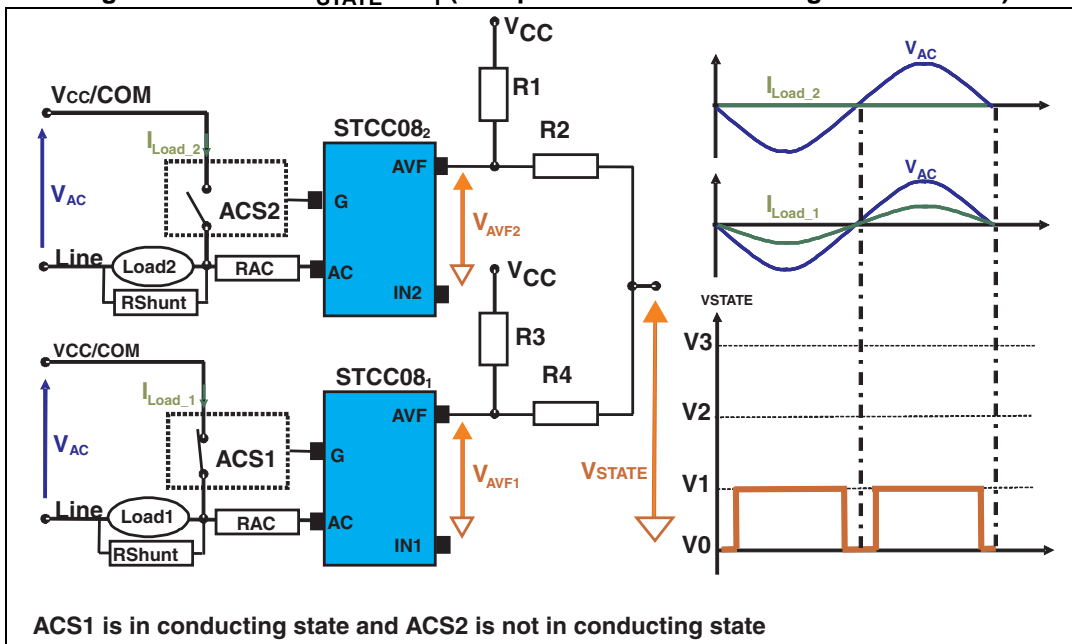 VCC
R1
R2
VCC/COM
ILoad_2
STCC08₂
AVF
G
VAC
ACS2
VAVF2
Line
Load2
RAC
AC
RShunt
IN2
VCC
R3
R4
VCC/COM
ILoad_1
STCC08₁
AVF
G
VAC
ACS1
VAVF1
VSTATE
Line
Load1
RAC
AC
RShunt
IN1
VAC
ILoad_2
VAC
ILoad_1
VSTATE
V3
V2
V1
V0
ACS1 is in conducting state and ACS2 is not in conducting state